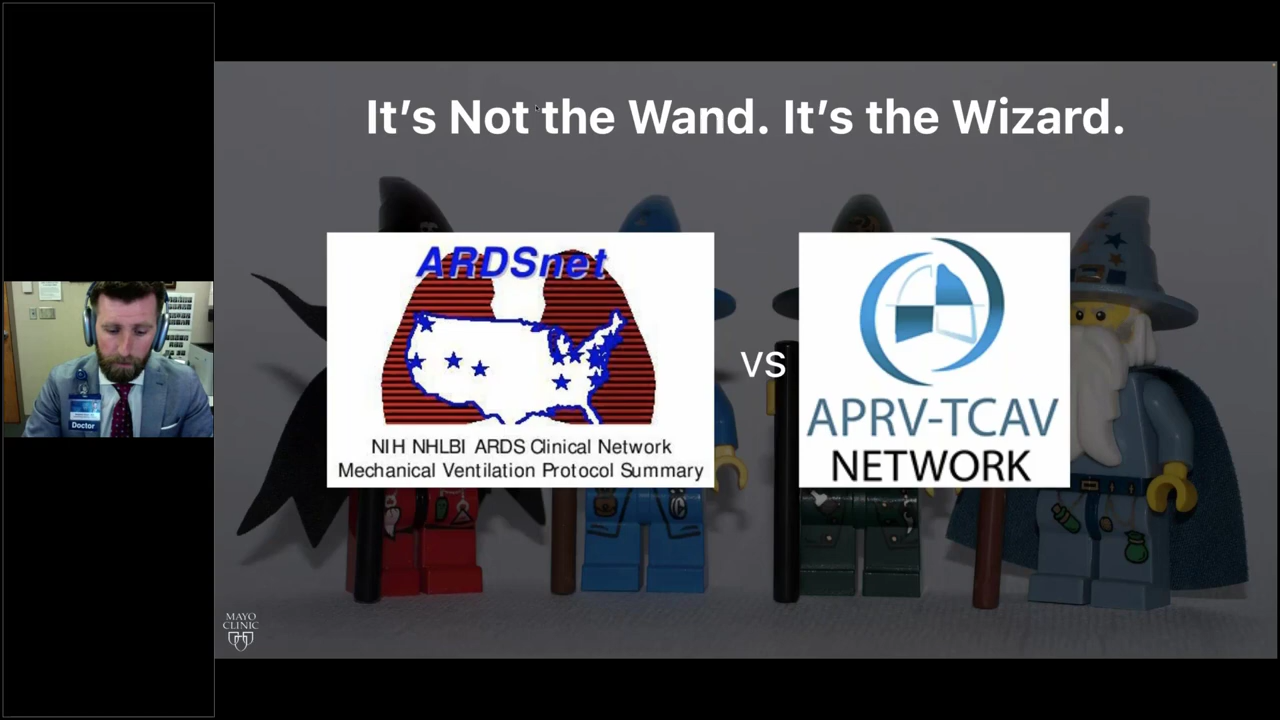 It’s Not the Wand. It’s the Wizard.
ARDSnet
NIH NHLBI ARDS Clinical Network
Mechanical Ventilation Protocol Summary
vs
APRV-TCAV
NETWORK
Doctor
MAYO
CLINIC